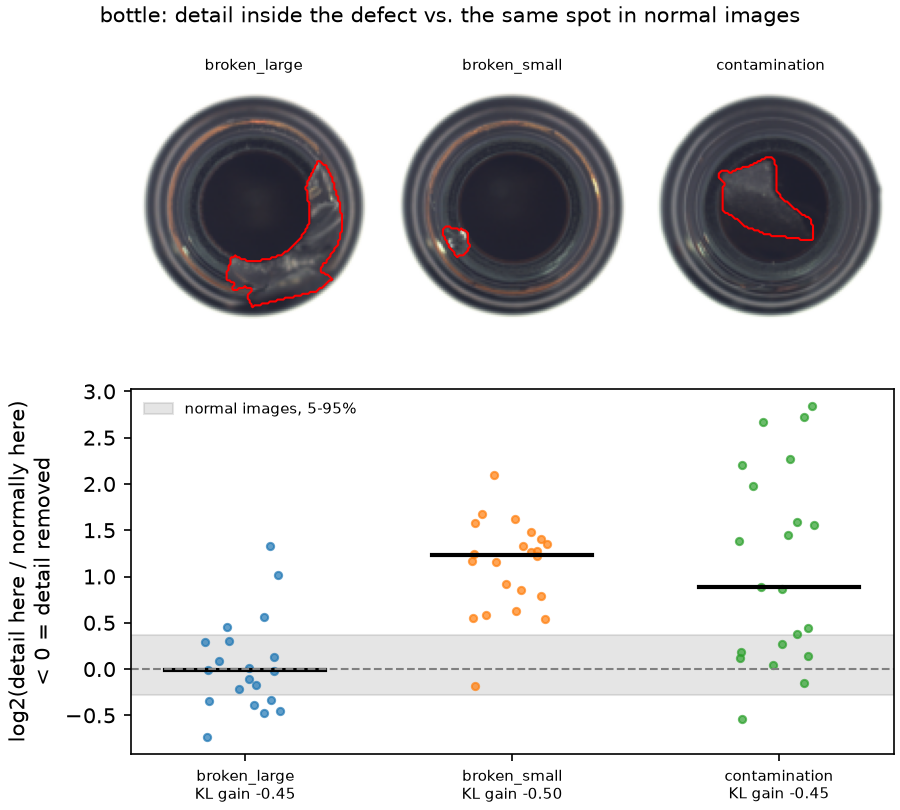 bottle: detail inside the defect vs. the same spot in normal images
broken_large
broken_small
contamination
log2(detail here / normally here)
< 0 = detail removed
3.0
2.5
2.0
1.5
1.0
0.5
0.0
−0.5
normal images, 5-95%
broken_large
KL gain -0.45
broken_small
KL gain -0.50
contamination
KL gain -0.45